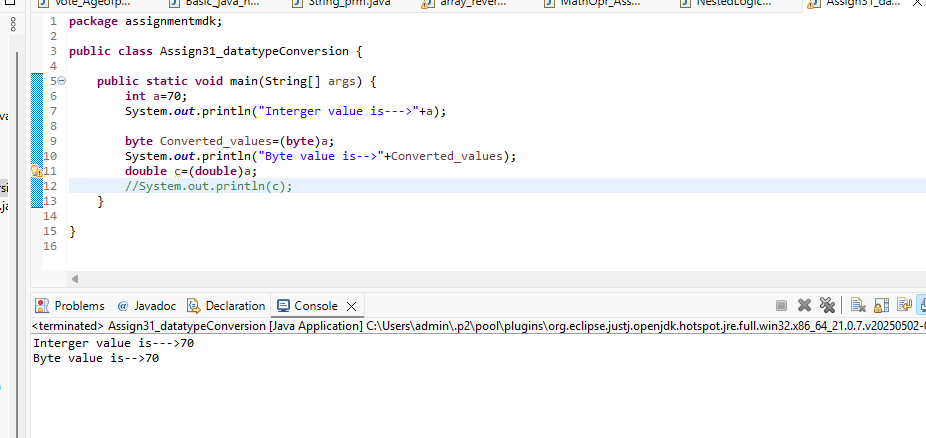 Vote_AgeofP...
Basic_java_n...
String_prm.java
array_rever...
MathOpr_Ass...
NestedLogic...
Assign31_da...
1 package assignmentmdk;
2
3 public class Assign31_datatypeConversion {
4
5 public static void main(String[] args) {
6 int a=70;
7 System.out.println("Interger value is--->"+a);
8
9 byte Converted_values=(byte)a;
10 System.out.println("Byte value is-->"+Converted_values);
11 double c=(double)a;
12 //System.out.println(c);
13 }
14
15 }
16
Problems @ Javadoc Declaration Console
<terminated> Assign31_datatypeConversion [Java Application] C:\Users\admin\.p2\pool\plugins\org.eclipse.justj.openjdk.hotspot.jre.full.win32.x86_64_21.0.7.v20250502-0
Interger value is--->70
Byte value is-->70